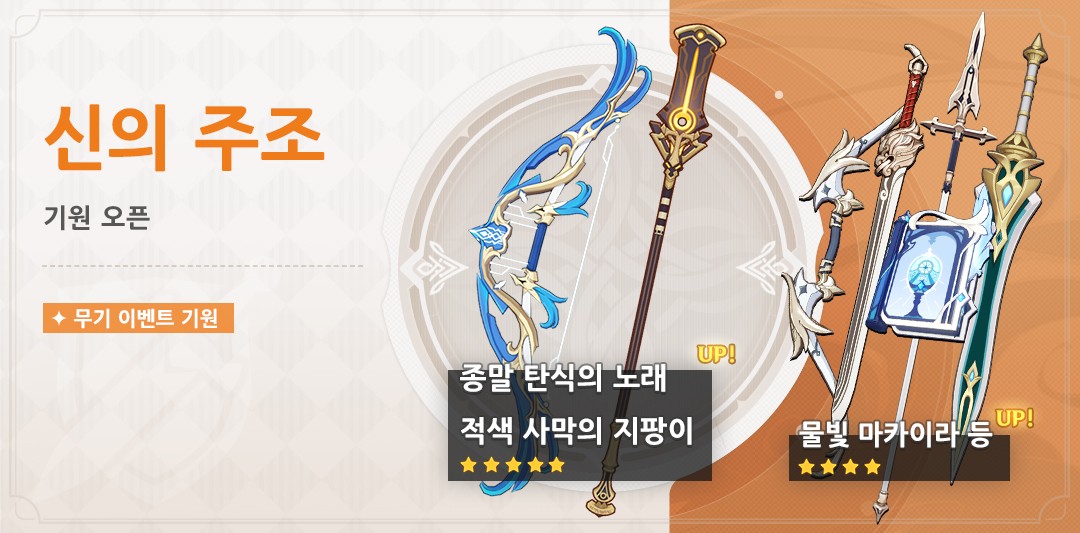 신의 주조
기원 오픈
✦ 무기 이벤트 기원
UP!
종말 탄식의 노래
적색 사막의 지팡이
UP!
물빛 마카이라 등